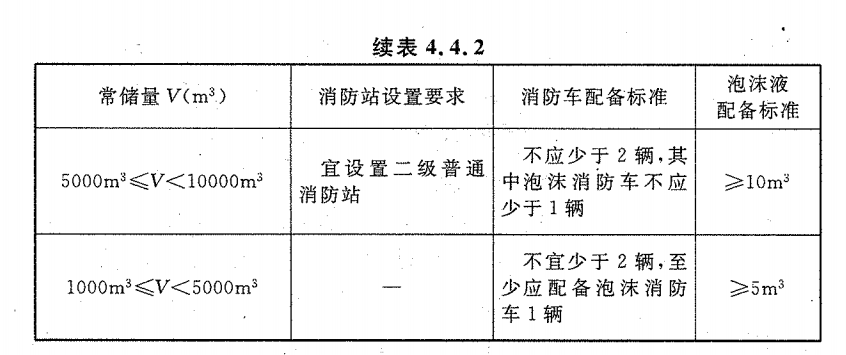 续表 4.4.2
常储量 V(m³)
消防站设置要求
消防车配备标准
泡沫液
配备标准
5000m³≤V<10000m³
宜设置二级普通
消防站
不应少于 2 辆,其
中泡沫消防车不应
少于 1 辆
≥10m³
1000m³≤V<5000m³
—
不宜少于 2 辆,至
少应配备泡沫消防
车 1 辆
≥5m³